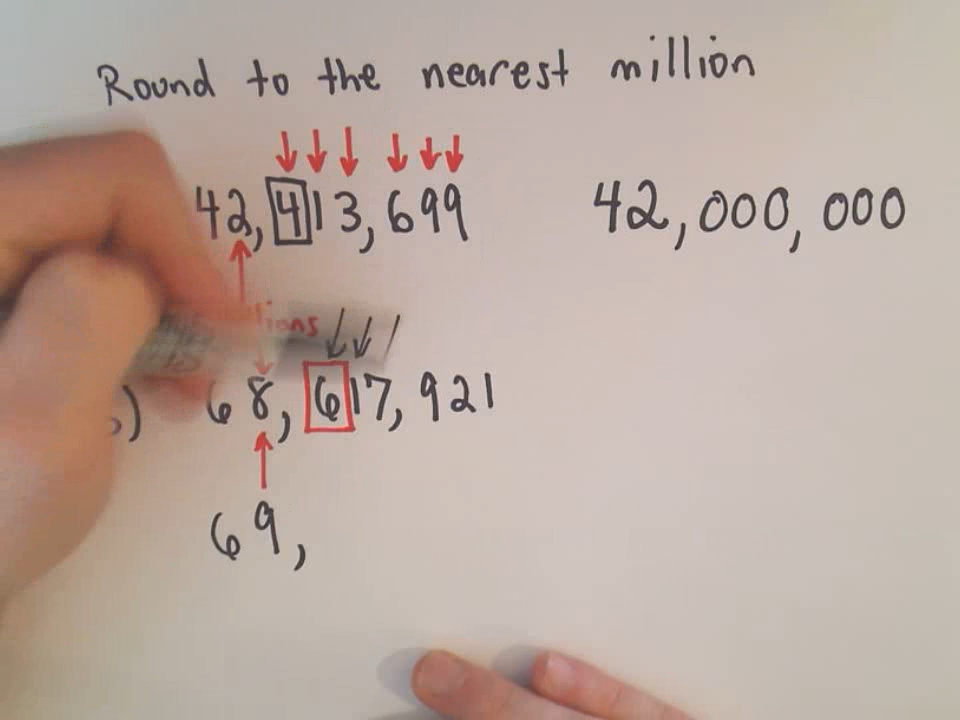 Round to the nearest million
42,413,699 42,000,000
68,617,921
69,